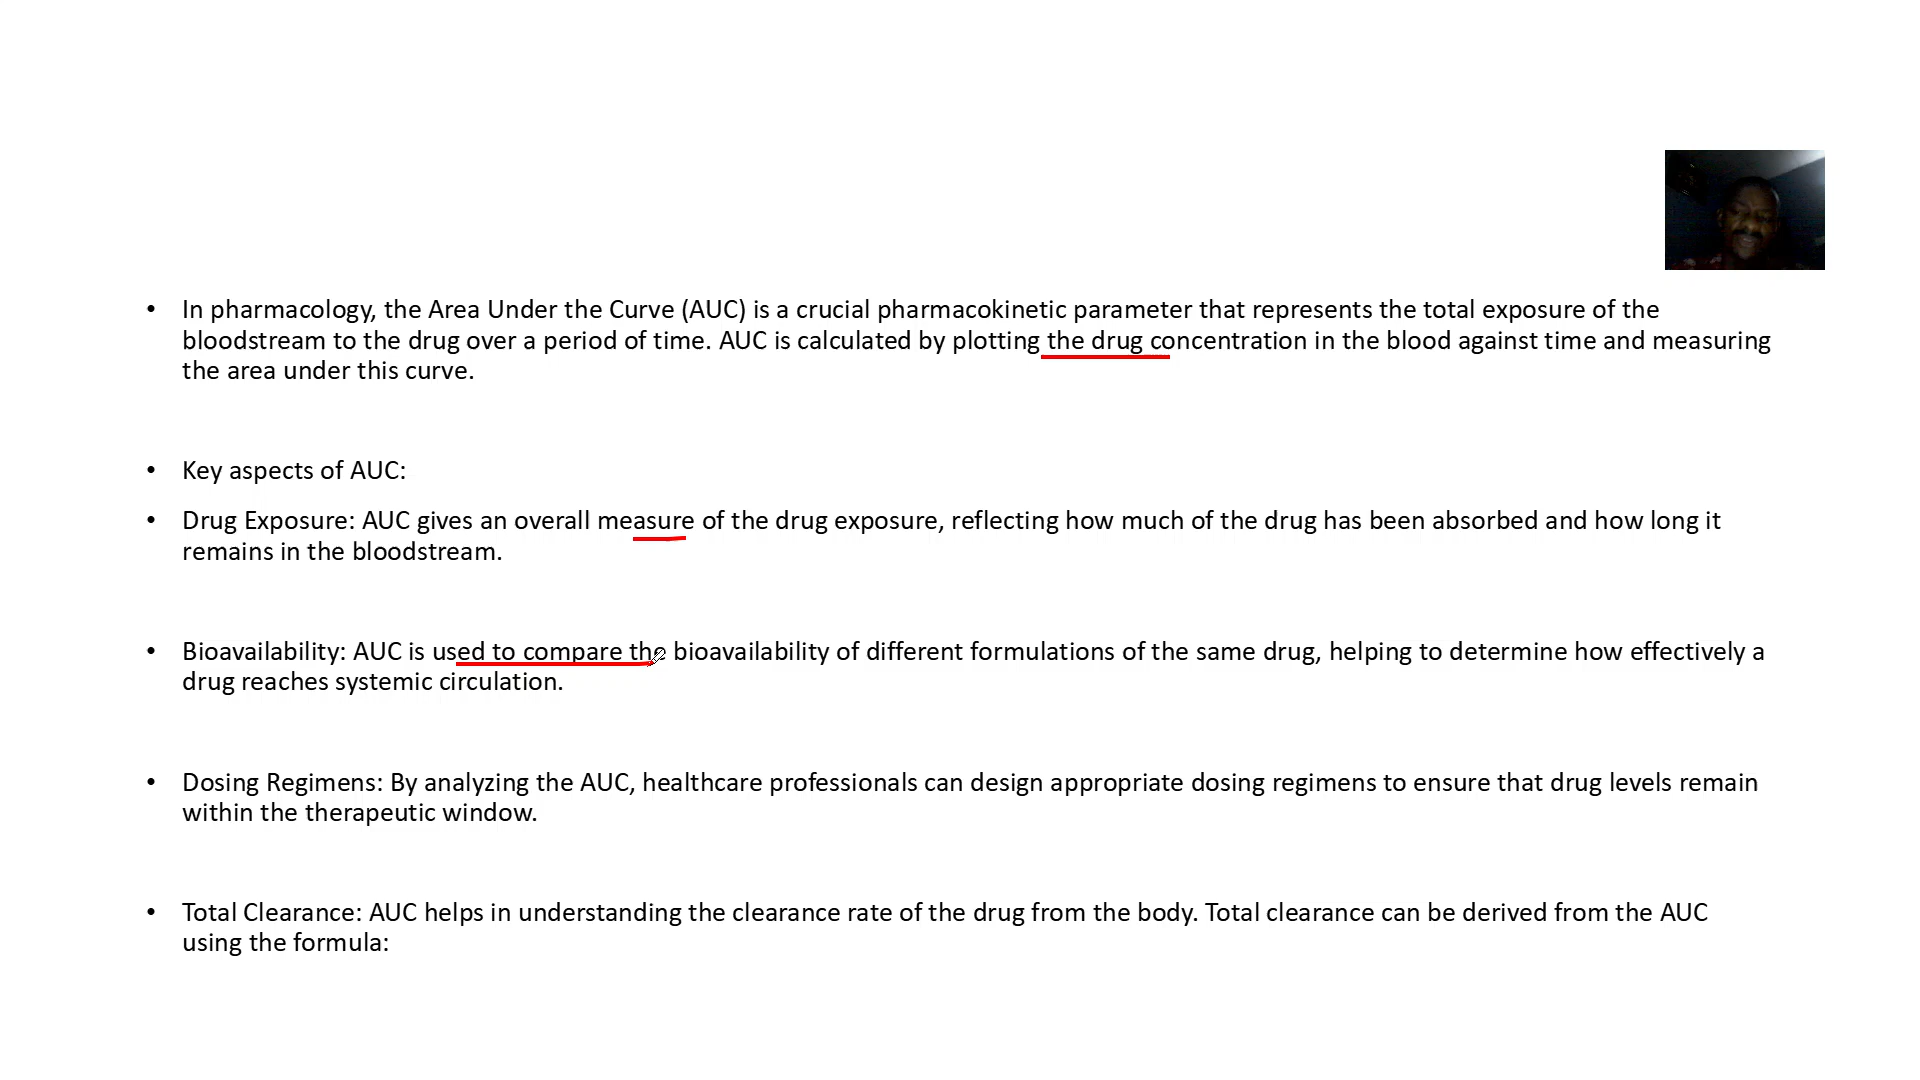 • In pharmacology, the Area Under the Curve (AUC) is a crucial pharmacokinetic parameter that represents the total exposure of the
bloodstream to the drug over a period of time. AUC is calculated by plotting the drug concentration in the blood against time and measuring
the area under this curve.
• Key aspects of AUC:
• Drug Exposure: AUC gives an overall measure of the drug exposure, reflecting how much of the drug has been absorbed and how long it
remains in the bloodstream.
• Bioavailability: AUC is used to compare the bioavailability of different formulations of the same drug, helping to determine how effectively a
drug reaches systemic circulation.
• Dosing Regimens: By analyzing the AUC, healthcare professionals can design appropriate dosing regimens to ensure that drug levels remain
within the therapeutic window.
• Total Clearance: AUC helps in understanding the clearance rate of the drug from the body. Total clearance can be derived from the AUC
using the formula: